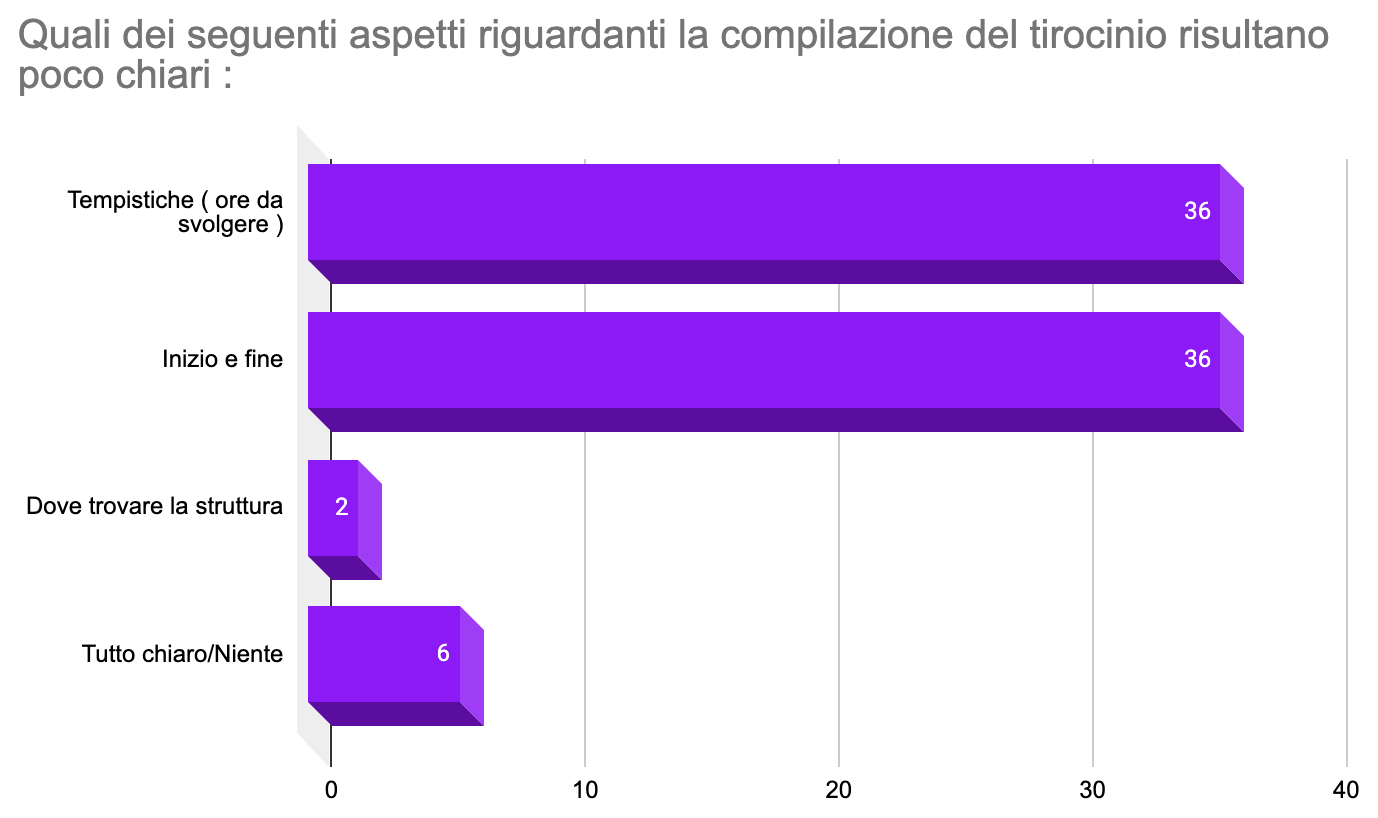 Quali dei seguenti aspetti riguardanti la compilazione del tirocinio risultano
poco chiari :
Tempistiche ( ore da
svolgere )
36
Inizio e fine
36
Dove trovare la struttura
2
Tutto chiaro/Niente
6
0
10
20
30
40